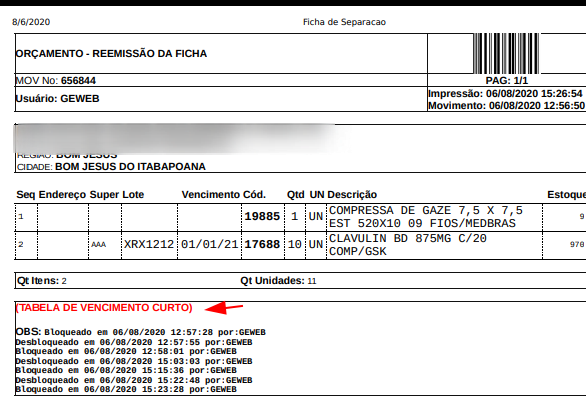 8/6/2020 Ficha de Separacao
ORÇAMENTO - REEMISSÃO DA FICHA
MOV No: 656844 PAG: 1/1
Usuário: GEWEB Impressão: 06/08/2020 15:26:54
Movimento: 06/08/2020 12:56:50
REGIÃO: BOM JESUS
CIDADE: BOM JESUS DO ITABAPOANA
Seq Endereço Super Lote Vencimento Cód. Qtd UN Descrição Estoque
1 19885 1 UN COMPRESSA DE GAZE 7,5 X 7,5 9
EST 520X10 09 FIOS/MEDBRAS
2 AAA XRX1212 01/01/21 17688 10 UN CLAVULIN BD 875MG C/20 970
COMP/GSK
Qt Itens: 2 Qt Unidades: 11
(TABELA DE VENCIMENTO CURTO)
OBS: Bloqueado em 06/08/2020 12:57:28 por:GEWEB
Desbloqueado em 06/08/2020 12:57:55 por:GEWEB
Bloqueado em 06/08/2020 12:58:01 por:GEWEB
Desbloqueado em 06/08/2020 15:03:03 por:GEWEB
Bloqueado em 06/08/2020 15:15:36 por:GEWEB
Desbloqueado em 06/08/2020 15:22:48 por:GEWEB
Bloqueado em 06/08/2020 15:23:28 por:GEWEB